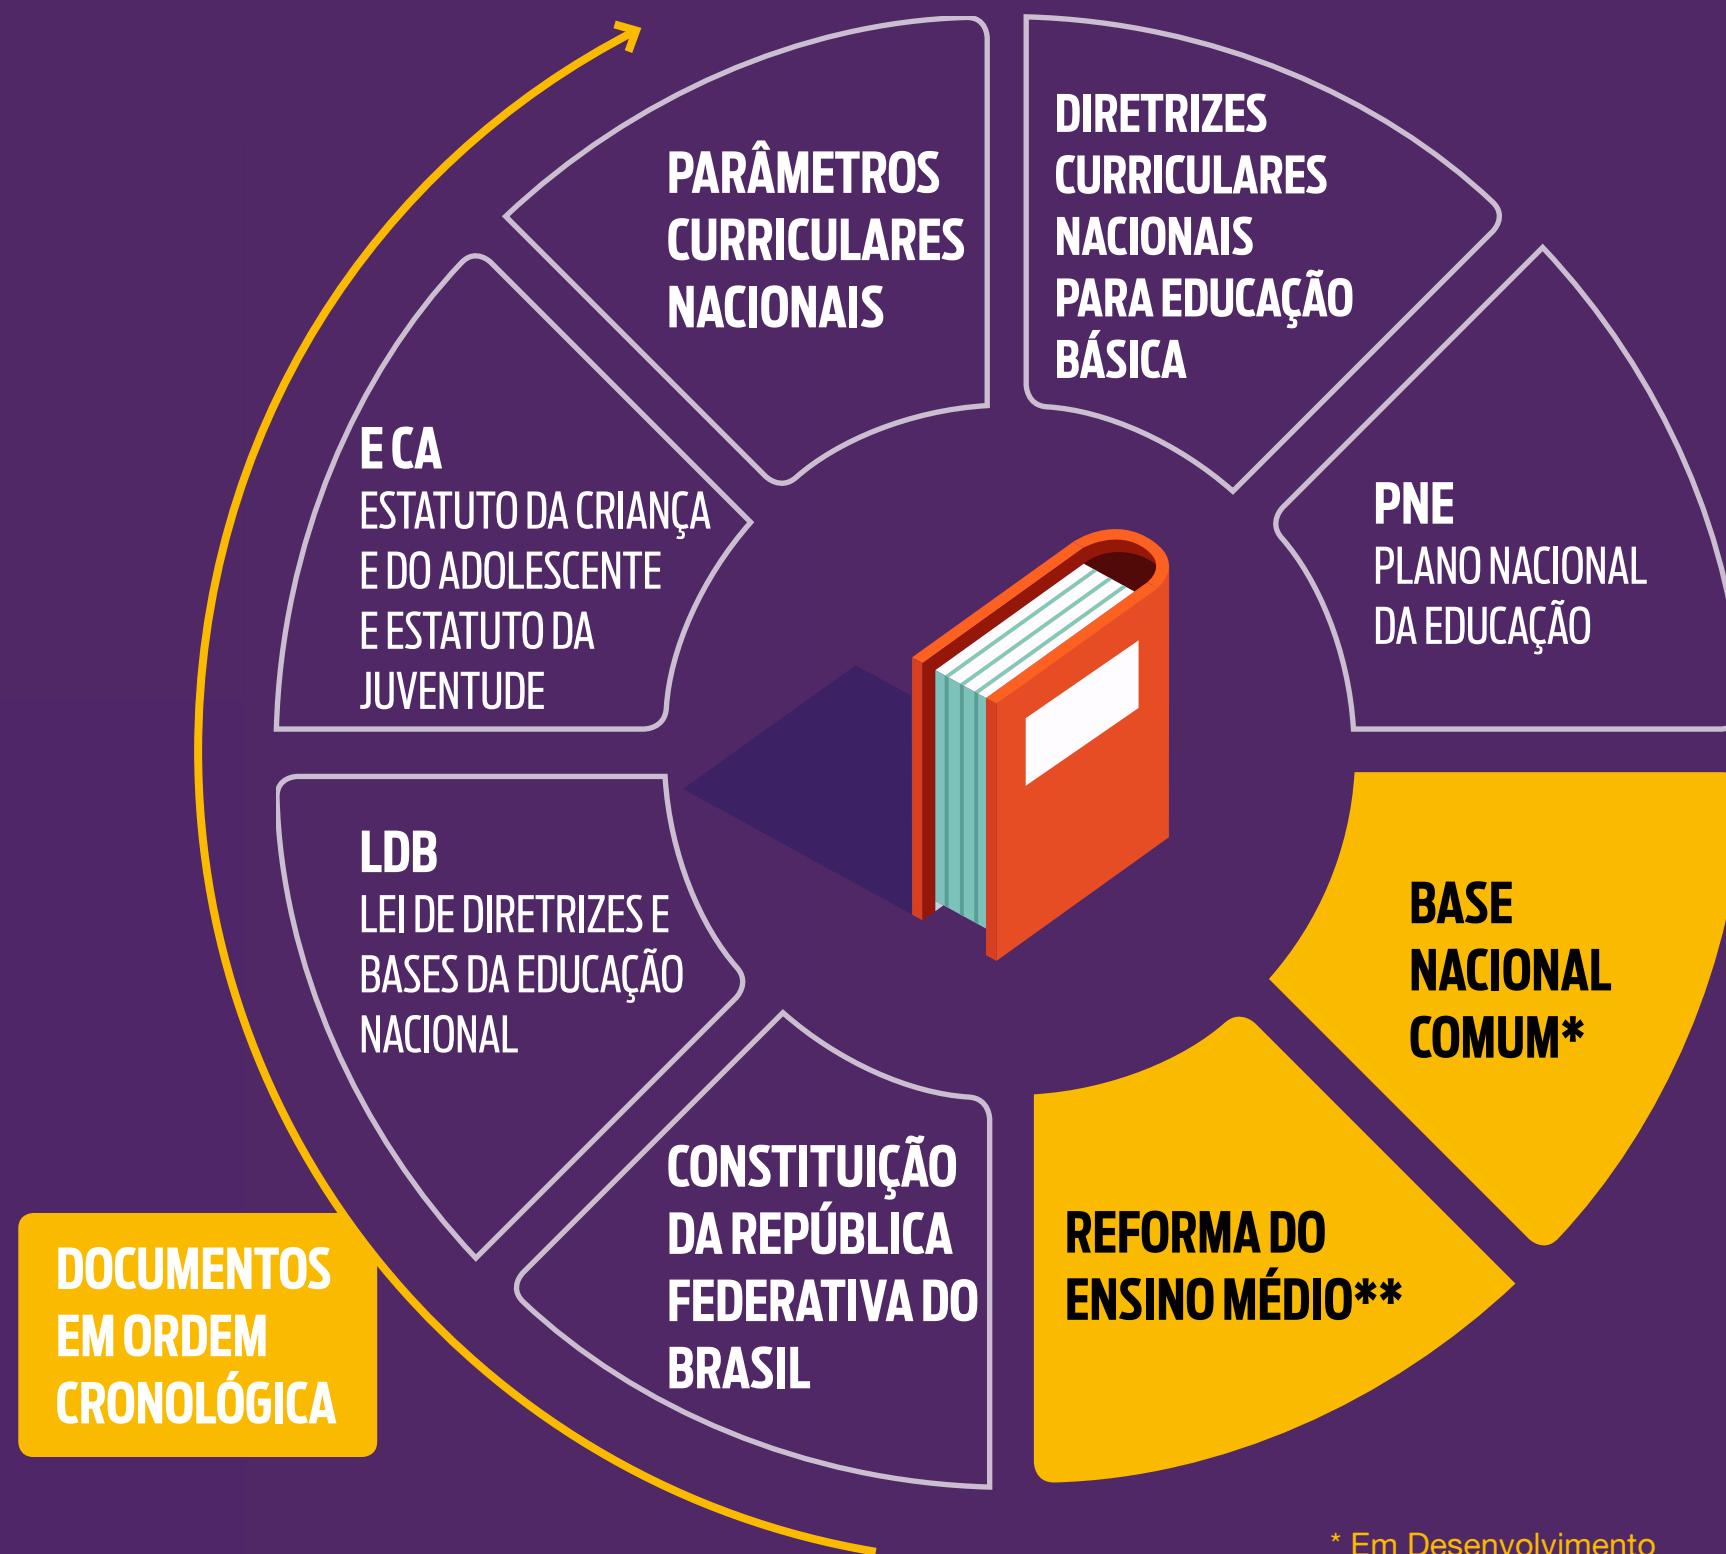 PARÂMETROS
CURRICULARES
NACIONAIS
DIRETRIZES
CURRICULARES
NACIONAIS
PARA EDUCAÇÃO
BÁSICA
E CA
ESTATUTO DA CRIANÇA
E DO ADOLESCENTE
E ESTATUTO DA
JUVENTUDE
PNE
PLANO NACIONAL
DA EDUCAÇÃO
LDB
LEI DE DIRETRIZES E
BASES DA EDUCAÇÃO
NACIONAL
BASE
NACIONAL
COMUM*
CONSTITUIÇÃO
DA REPÚBLICA
FEDERATIVA DO
BRASIL
REFORMA DO
ENSINO MÉDIO**
DOCUMENTOS
EM ORDEM
CRONOLÓGICA
* Em Desenvolvimento